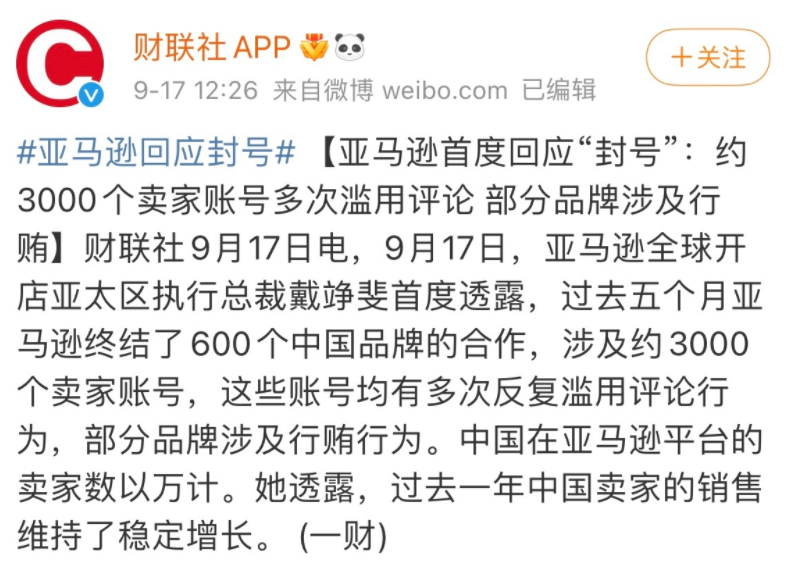 财联社APP
+关注
9-17 12:26 来自微博 weibo.com 已编辑
#亚马逊回应封号# 【亚马逊首度回应“封号”：约
3000个卖家账号多次滥用评论 部分品牌涉及行
贿】财联社9月17日电，9月17日，亚马逊全球开
店亚太区执行总裁戴竫斐首度透露，过去五个月亚
马逊终结了600个中国品牌的合作，涉及约3000
个卖家账号，这些账号均有多次反复滥用评论行
为，部分品牌涉及行贿行为。中国在亚马逊平台的
卖家数以万计。她透露，过去一年中国卖家的销售
维持了稳定增长。 (一财)